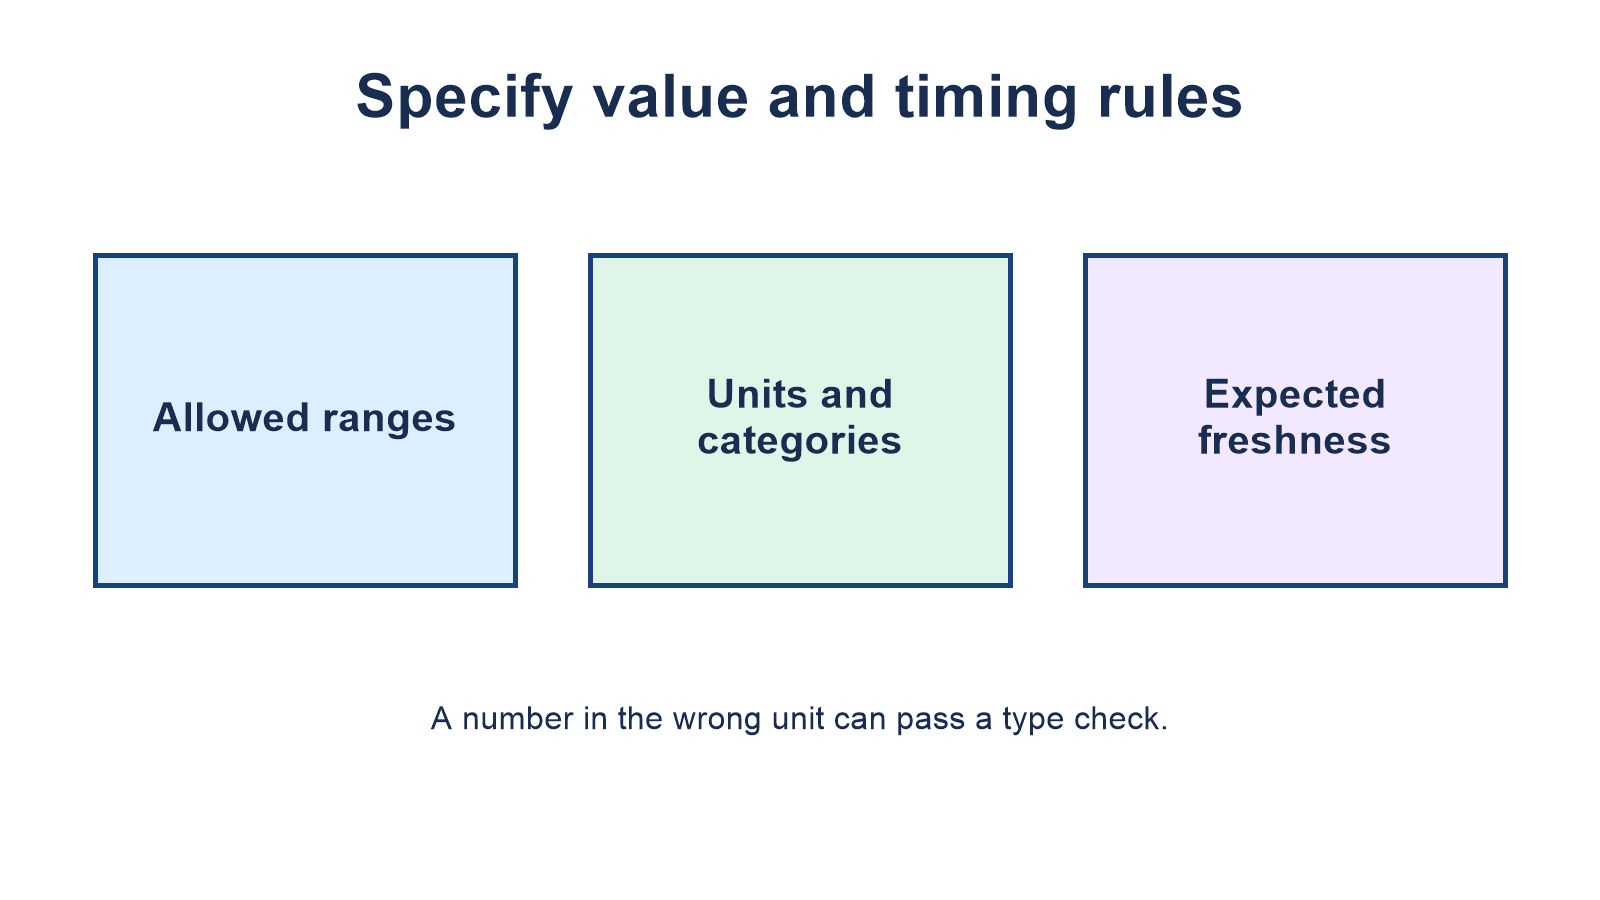 Specify value and timing rules
Allowed ranges
Units and
categories
Expected
freshness
A number in the wrong unit can pass a type check.